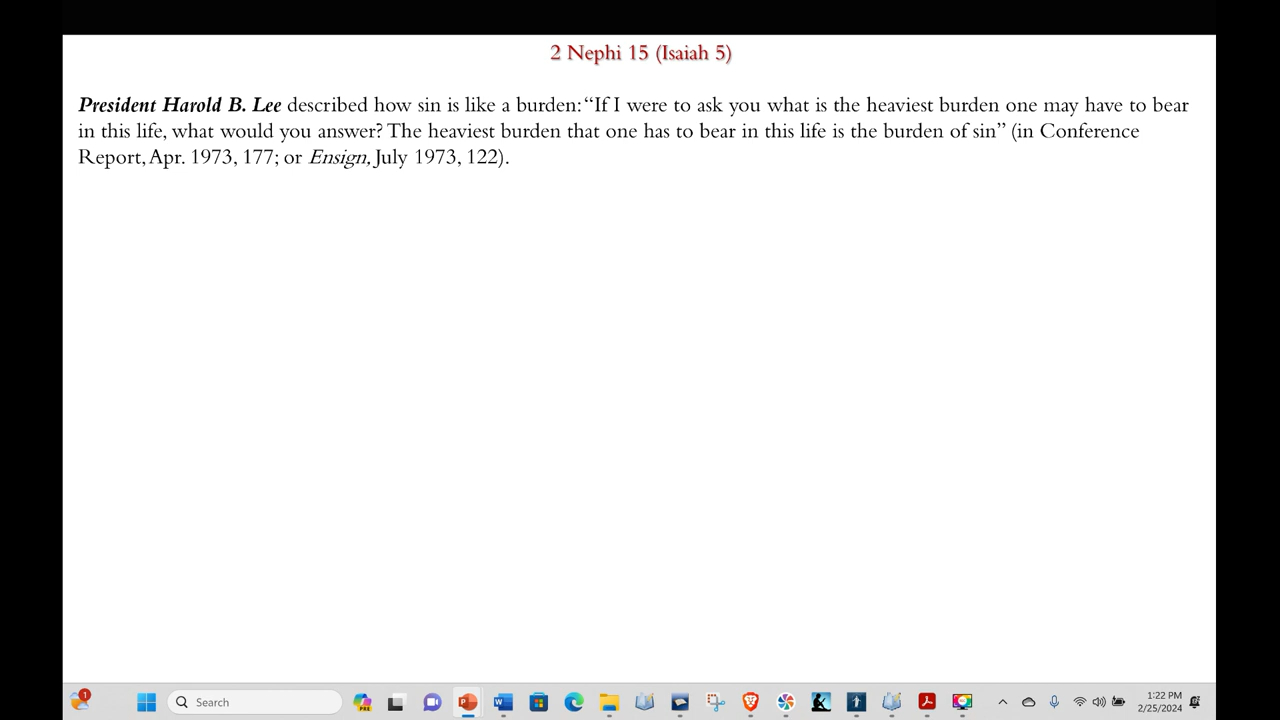 2 Nephi 15 (Isaiah 5)
President Harold B. Lee described how sin is like a burden: “If I were to ask you what is the heaviest burden one may have to bear
in this life, what would you answer? The heaviest burden that one has to bear in this life is the burden of sin” (in Conference
Report, Apr. 1973, 177; or Ensign, July 1973, 122).
1
Search
PRE
1:22 PM
2/25/2024